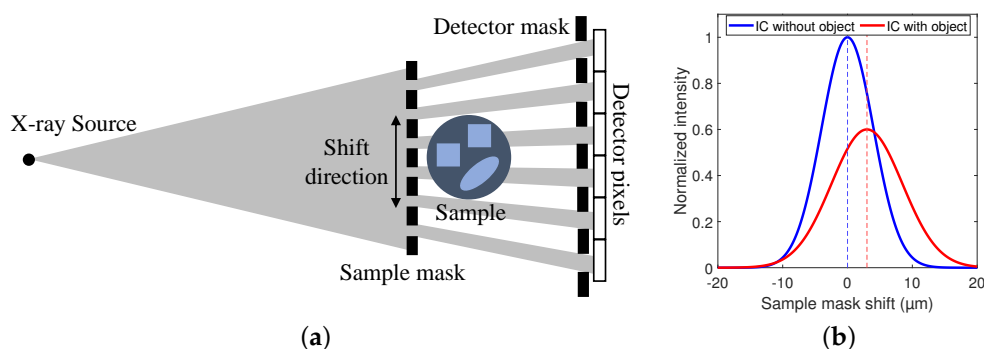 X-ray Source
Shift
direction
Sample mask
Sample
Detector mask
Detector pixels
(a)
IC without object
IC with object
Normalized intensity
1
0.8
0.6
0.4
0.2
0
-20
-10
0
10
20
Sample mask shift (μm)
(b)